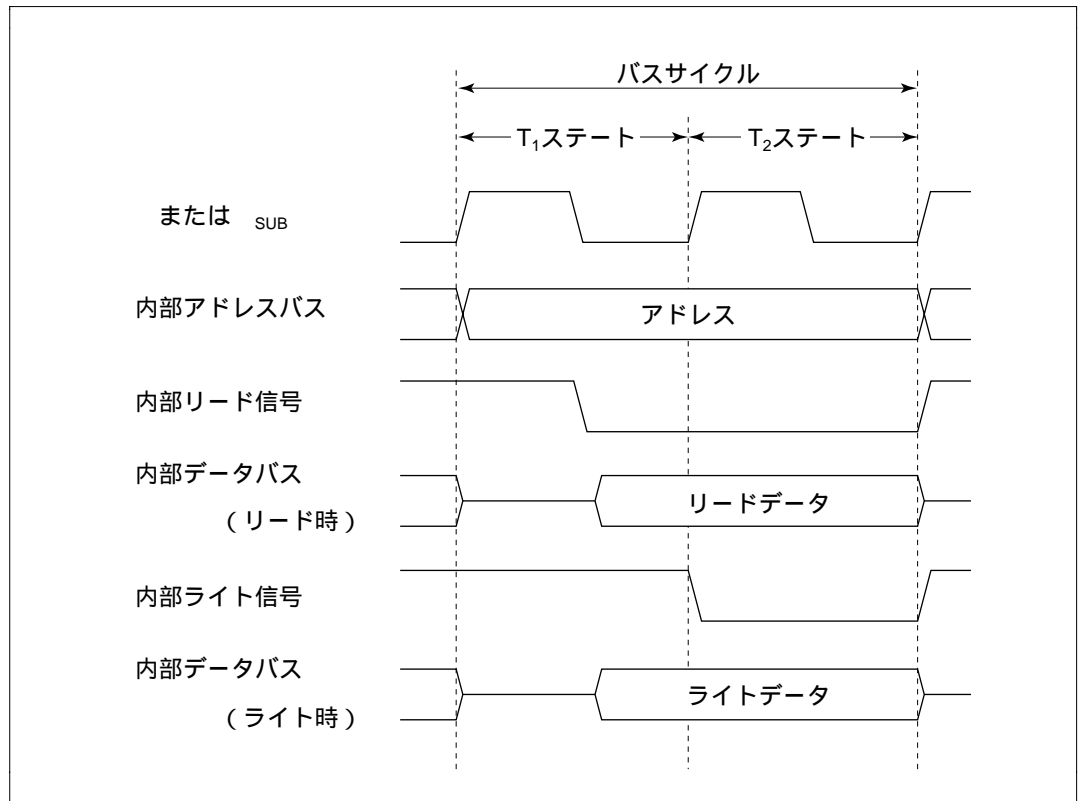 バスサイクル
T₁ステート
T₂ステート
または SUB
内部アドレスバス
アドレス
内部リード信号
内部データバス
(リード時)
リードデータ
内部ライト信号
内部データバス
(ライト時)
ライトデータ